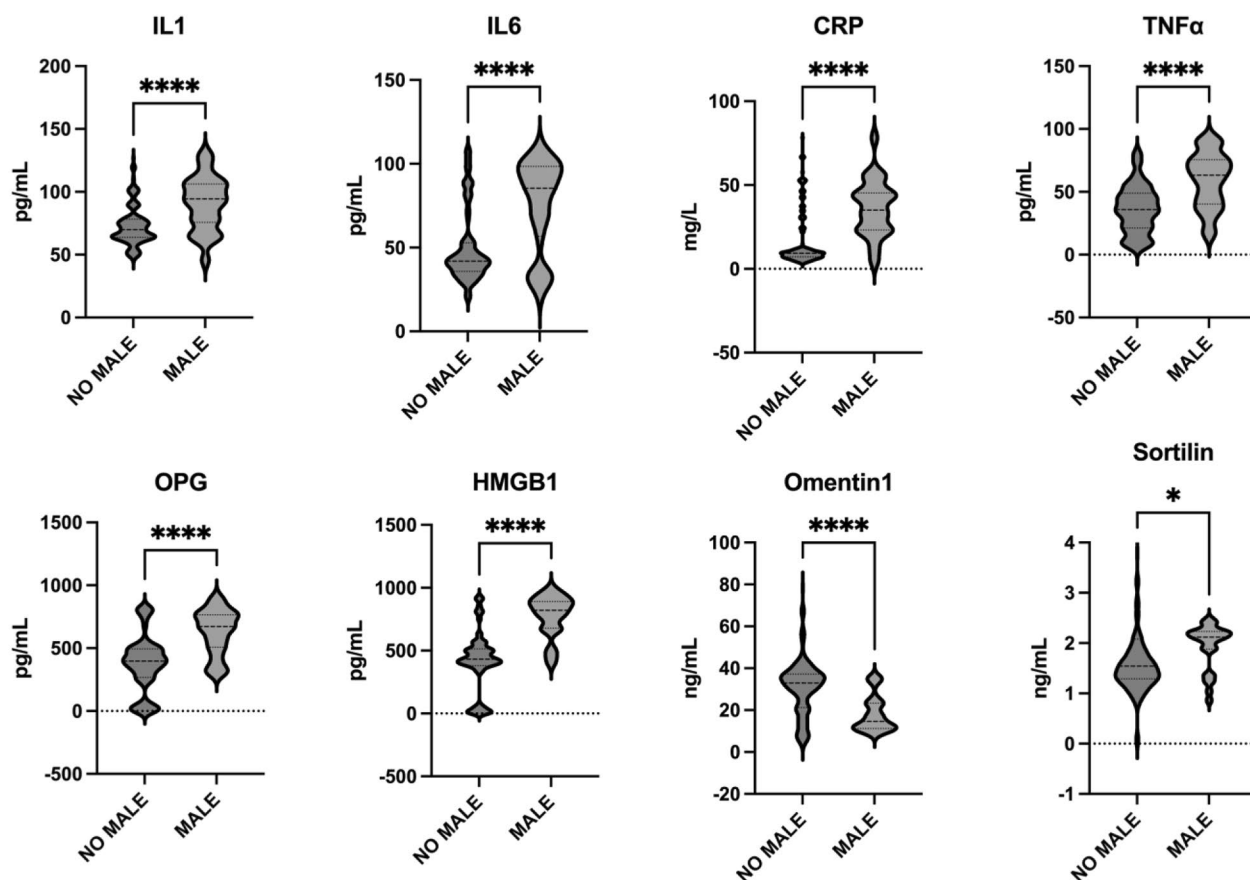 IL1
IL6
CRP
TNFα
****
****
****
****
200
150
100
50
0
pg/mL
NO MALE
MALE
150
100
50
0
pg/mL
NO MALE
MALE
100
50
0
-50
mg/L
NO MALE
MALE
150
100
50
0
-50
pg/mL
NO MALE
MALE
OPG
HMGB1
Omentin1
Sortilin
****
****
****
*
1500
1000
500
0
-500
pg/mL
NO MALE
MALE
1500
1000
500
0
-500
pg/mL
NO MALE
MALE
100
80
60
40
20
0
-20
ng/mL
NO MALE
MALE
4
3
2
1
0
-1
ng/mL
NO MALE
MALE